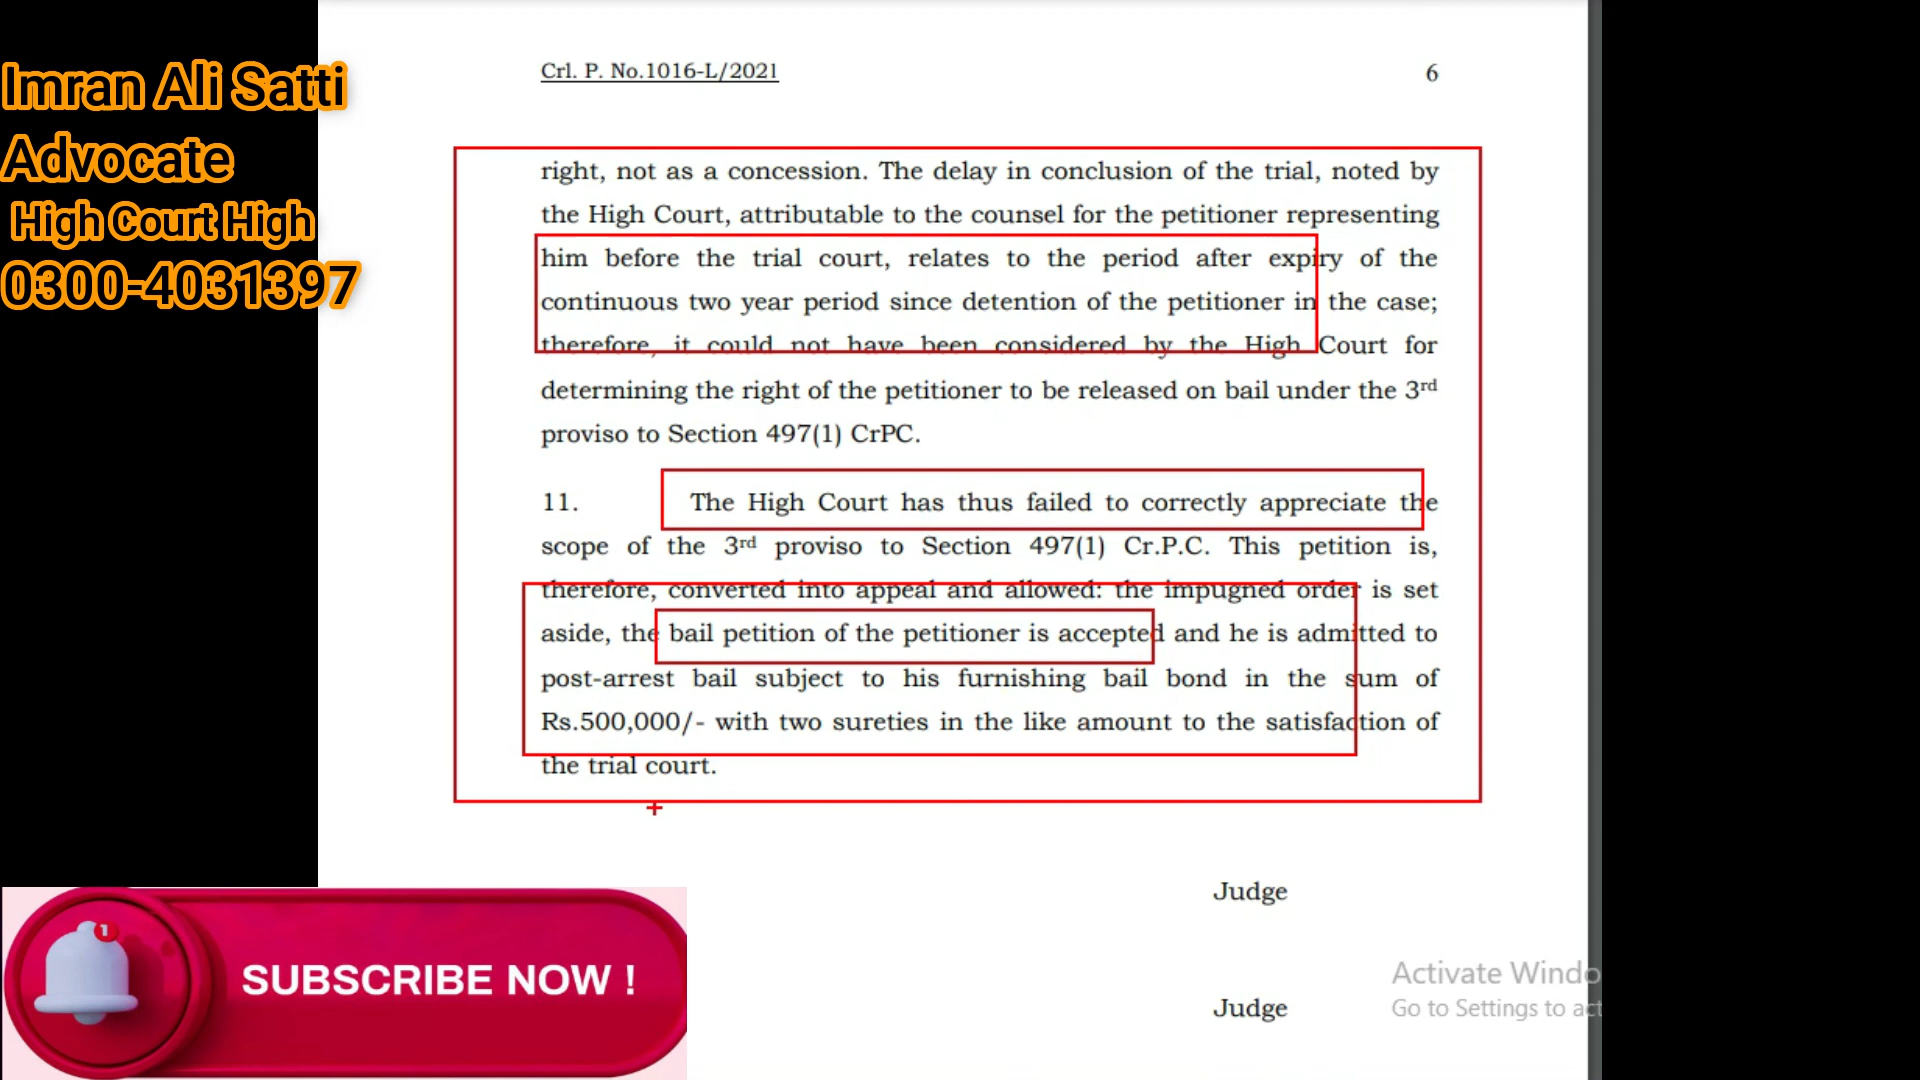 Imran Ali Satti
Advocate
High Court High
0300-4031397
Crl. P. No.1016-L/2021
6
right, not as a concession. The delay in conclusion of the trial, noted by
the High Court, attributable to the counsel for the petitioner representing
him before the trial court, relates to the period after expiry of the
continuous two year period since detention of the petitioner in the case;
therefore, it could not have been considered by the High Court for
determining the right of the petitioner to be released on bail under the 3rd
proviso to Section 497(1) CrPC.
11. The High Court has thus failed to correctly appreciate the
scope of the 3rd proviso to Section 497(1) Cr.P.C. This petition is,
therefore, converted into appeal and allowed: the impugned order is set
aside, the bail petition of the petitioner is accepted and he is admitted to
post-arrest bail subject to his furnishing bail bond in the sum of
Rs.500,000/- with two sureties in the like amount to the satisfaction of
the trial court.
Judge
Judge
1
SUBSCRIBE NOW !
Activate Windo
Go to Settings to act